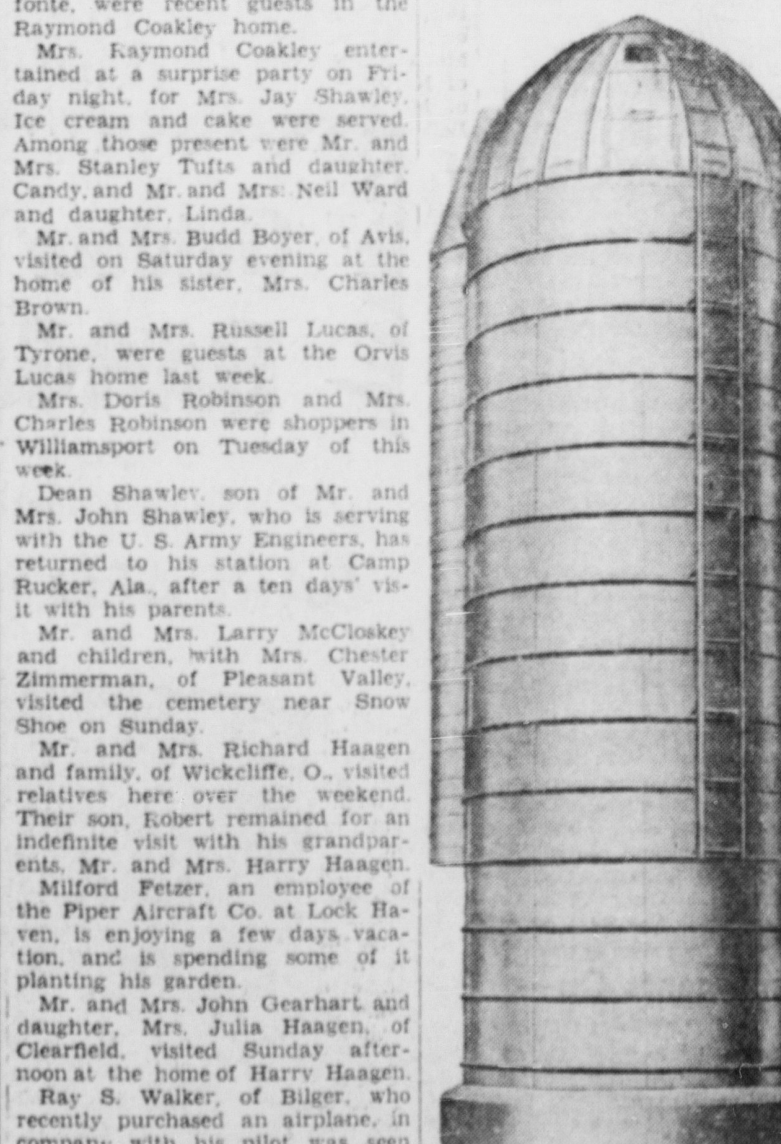 fonte, were recent guests in the
Raymond Coakley home.
Mrs. Raymond Coakley enter-
tained at a surprise party on Fri-
day night, for Mrs. Jay Shawley.
Ice cream and cake were served.
Among those present were Mr. and
Mrs. Stanley Tufts and daughter,
Candy, and Mr. and Mrs. Neil Ward
and daughter, Linda.
Mr. and Mrs. Budd Boyer, of Avis,
visited on Saturday evening at the
home of his sister, Mrs. Charles
Brown.
Mr. and Mrs. Russell Lucas, of
Tyrone, were guests at the Orvis
Lucas home last week.
Mrs. Doris Robinson and Mrs.
Charles Robinson were shoppers in
Williamsport on Tuesday of this
week.
Dean Shawley, son of Mr. and
Mrs. John Shawley, who is serving
with the U. S. Army Engineers, has
returned to his station at Camp
Rucker, Ala., after a ten days' vis-
it with his parents.
Mr. and Mrs. Larry McCloskey
and children, with Mrs. Chester
Zimmerman, of Pleasant Valley,
visited the cemetery near Snow
Shoe on Sunday.
Mr. and Mrs. Richard Haagen
and family, of Wickcliffe, O., visited
relatives here over the weekend.
Their son, Robert remained for an
indefinite visit with his grandpar-
ents, Mr. and Mrs. Harry Haagen.
Milford Fetzer, an employee of
the Piper Aircraft Co. at Lock Ha-
ven, is enjoying a few days vaca-
tion, and is spending some of it
planting his garden.
Mr. and Mrs. John Gearhart and
daughter, Mrs. Julia Haagen, of
Clearfield, visited Sunday after-
noon at the home of Harry Haagen.
Ray S. Walker, of Bilger, who
recently purchased an airplane, in
company with his pilot was seen